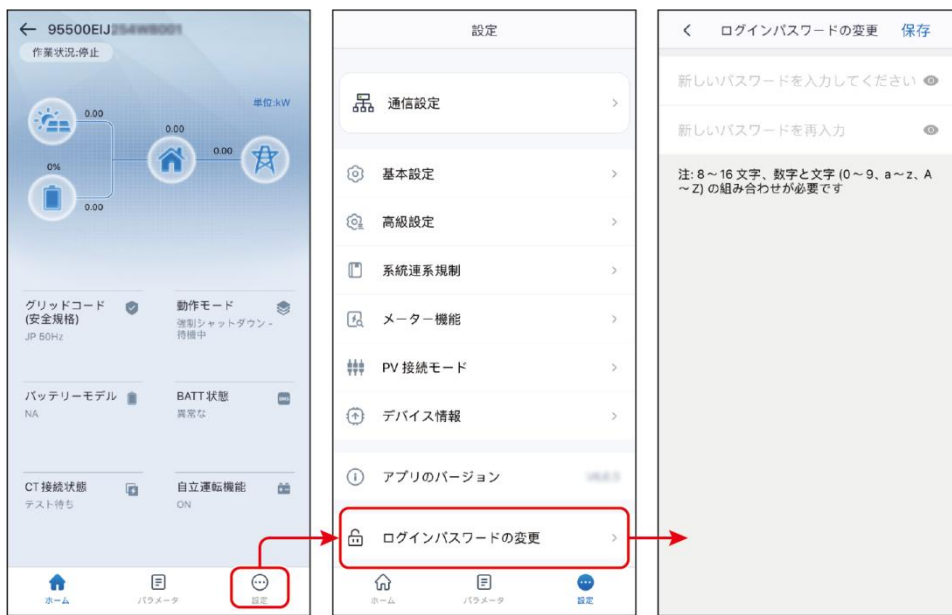 95500EIJ
作業状況:停止
単位:kW
0.00
0.00
0.00
0%
0.00
グリッドコード
(安全規格)
JP 50Hz
動作モード
強制シャットダウン -
待機中
バッテリーモデル
NA
BATT 状態
異常な
CT 接続状態
テスト待ち
自立運転機能
ON
ホーム
パラメータ
設定
設定
通信設定
基本設定
高級設定
系統連系規制
メーター機能
PV 接続モード
デバイス情報
アプリのバージョン
ログインパスワードの変更
ホーム
パラメータ
設定
ログインパスワードの変更 保存
新しいパスワードを入力してください
新しいパスワードを再入力
注: 8～16 文字、数字と文字 (0～9、a～z、A
～Z) の組み合わせが必要です